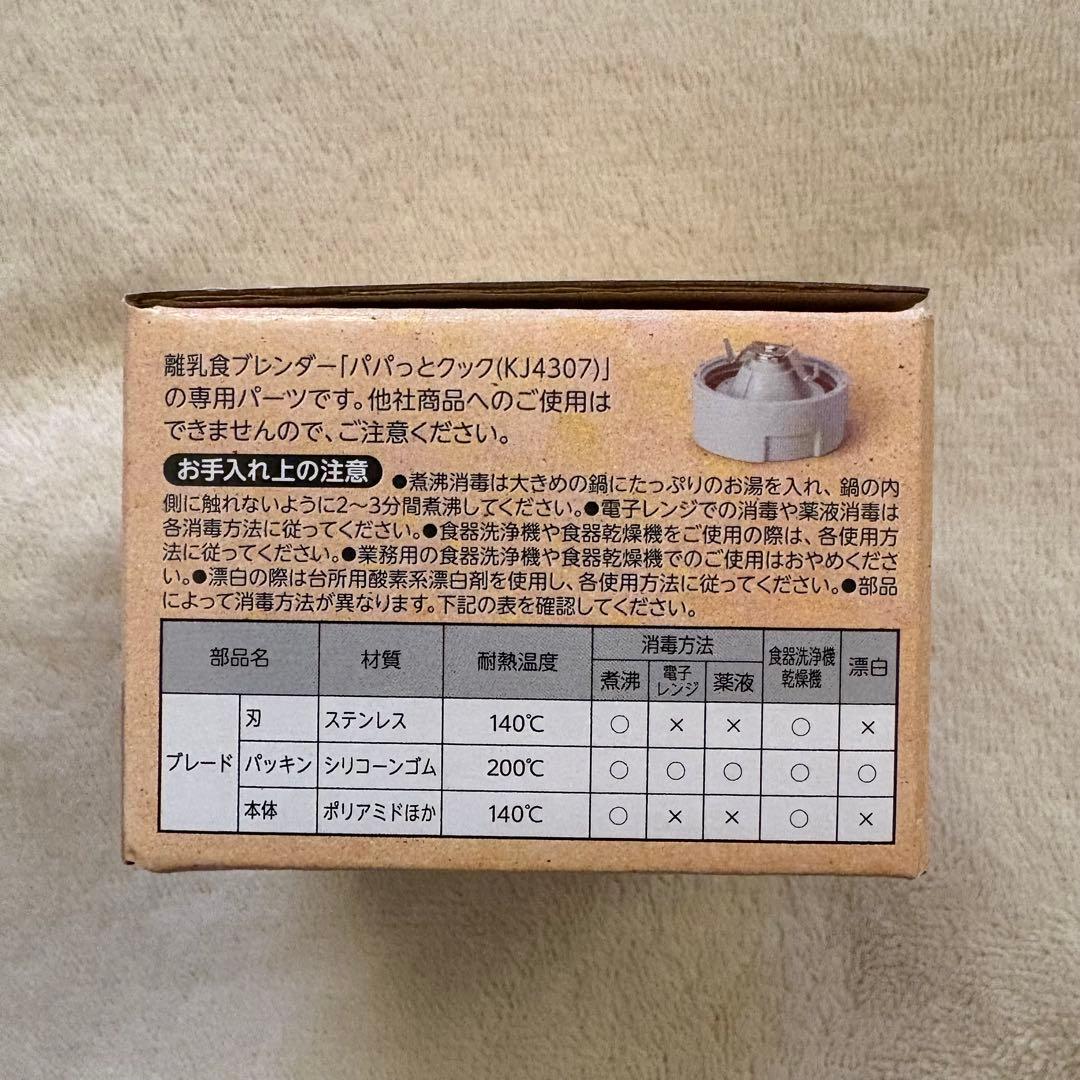 離乳食ブレンダー「パパっとクック(KJ4307)」
の専用パーツです。他社商品へのご使用は
できませんので、ご注意ください。
お手入れ上の注意 ●煮沸消毒は大きめの鍋にたっぷりのお湯を入れ、鍋の内
側に触れないように2〜3分間煮沸してください。●電子レンジでの消毒や薬液消毒は
各消毒方法に従ってください。●食器洗浄機や食器乾燥機をご使用の際は、各使用方
法に従ってください。●業務用の食器洗浄機や食器乾燥機でのご使用はおやめくださ
い。●漂白の際は台所用酸素系漂白剤を使用し、各使用方法に従ってください。●部品
によって消毒方法が異なります。下記の表を確認してください。
部品名 材質 耐熱温度 消毒方法 食器洗浄機 乾燥機 漂白
煮沸 電子レンジ 薬液
ブレード 刃 ステンレス 140℃ ○ × × ○ ×
パッキン シリコーンゴム 200℃ ○ ○ ○ ○ ○
本体 ポリアミドほか 140℃ ○ × × ○ ×